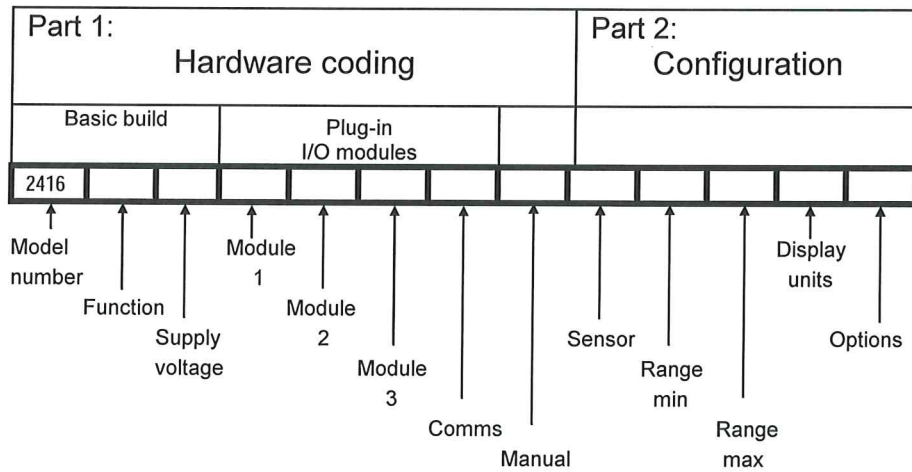 Part 1:
Hardware coding
Part 2:
Configuration
Basic build
Plug-in
I/O modules
2416
Model
number
Function
Supply
voltage
Module
1
Module
2
Module
3
Comms
Manual
Sensor
Range
min
Range
max
Display
units
Options